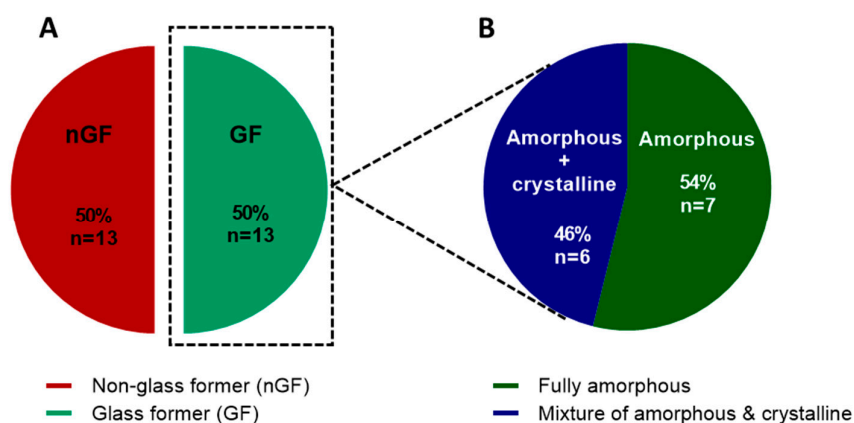 A
B
nGF
50%
n=13
GF
50%
n=13
Amorphous
+
crystalline
46%
n=6
Amorphous
54%
n=7
Non-glass former (nGF)
Glass former (GF)
Fully amorphous
Mixture of amorphous & crystalline